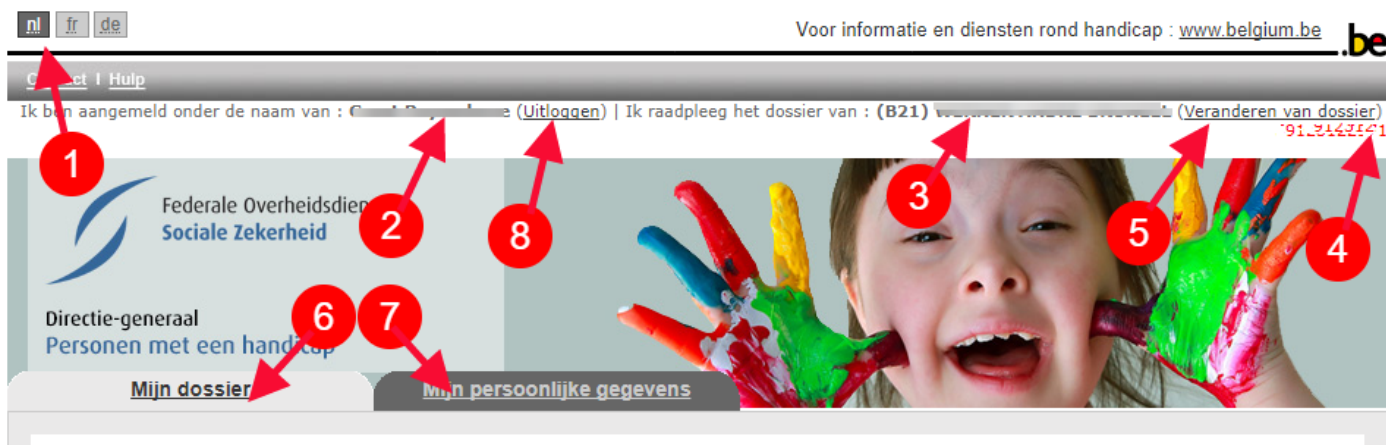 nl fr de
Voor informatie en diensten rond handicap : www.belgium.be
.be
I Hulp
Ik ben aangemeld onder de naam van : (Uitloggen) | Ik raadpleeg het dossier van : (B21) (Veranderen van dossier)
1
2
8
3
5
4
Federale
Sociale Zekerheid
Directie-generaal
Personen met een handicap
6
7
Mijn dossier
Mijn persoonlijke gegevens